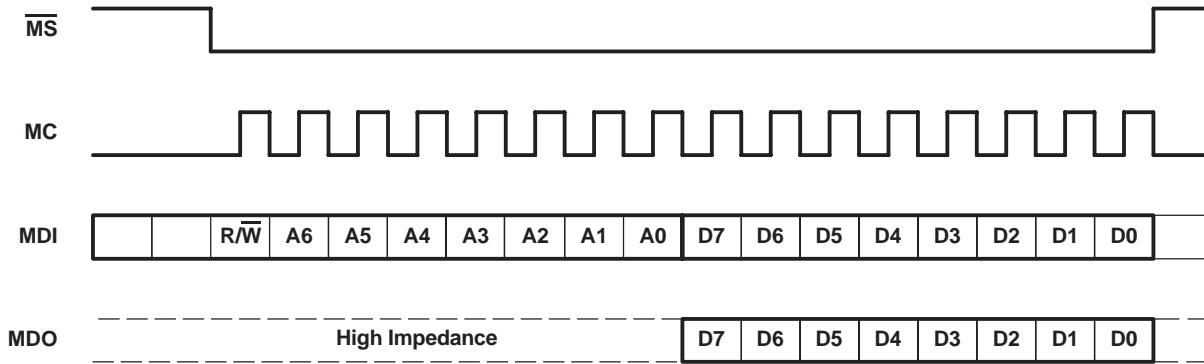 M̅S̅
MC
MDI R/W̅ A6 A5 A4 A3 A2 A1 A0 D7 D6 D5 D4 D3 D2 D1 D0
MDO High Impedance D7 D6 D5 D4 D3 D2 D1 D0